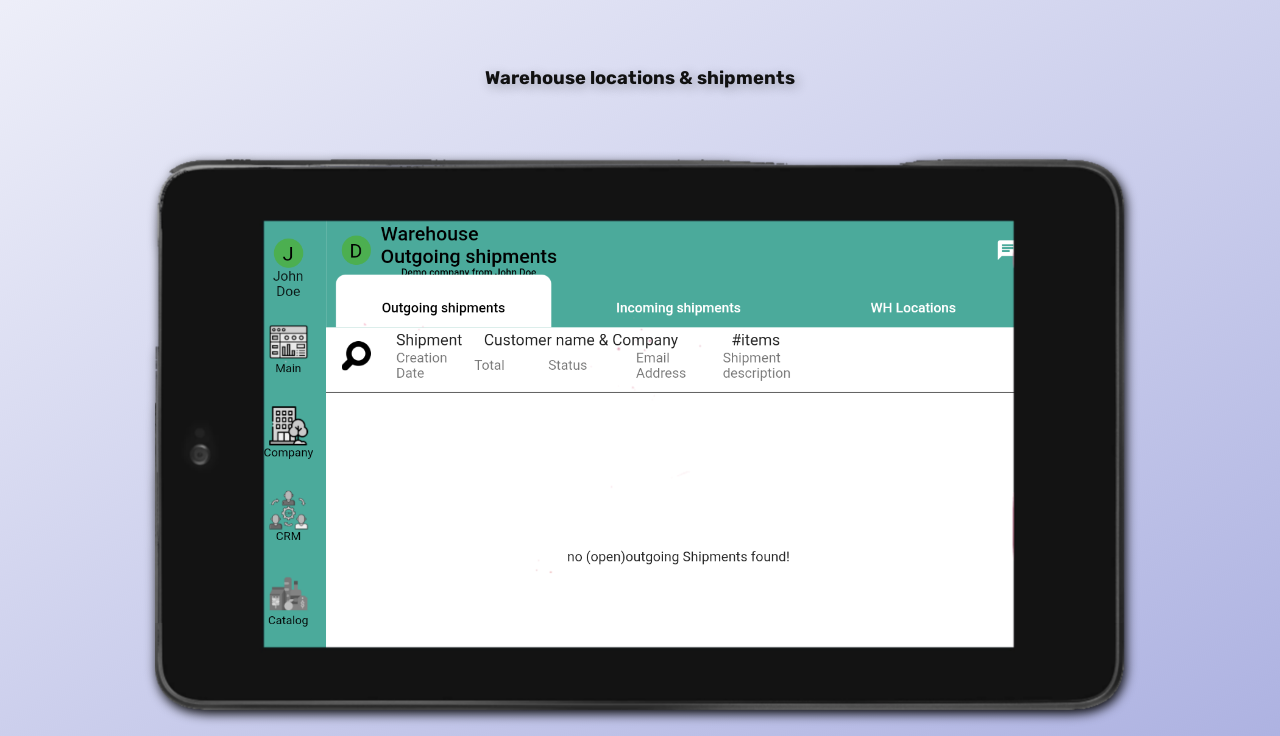 Warehouse locations & shipments
J
John
Doe
Main
Company
CRM
Catalog
D
Warehouse
Outgoing shipments
Demo company from John Doe
Outgoing shipments
Incoming shipments
WH Locations
Shipment
Customer name & Company
#items
Creation
Date
Total
Status
Email
Address
Shipment
description
no (open)outgoing Shipments found!